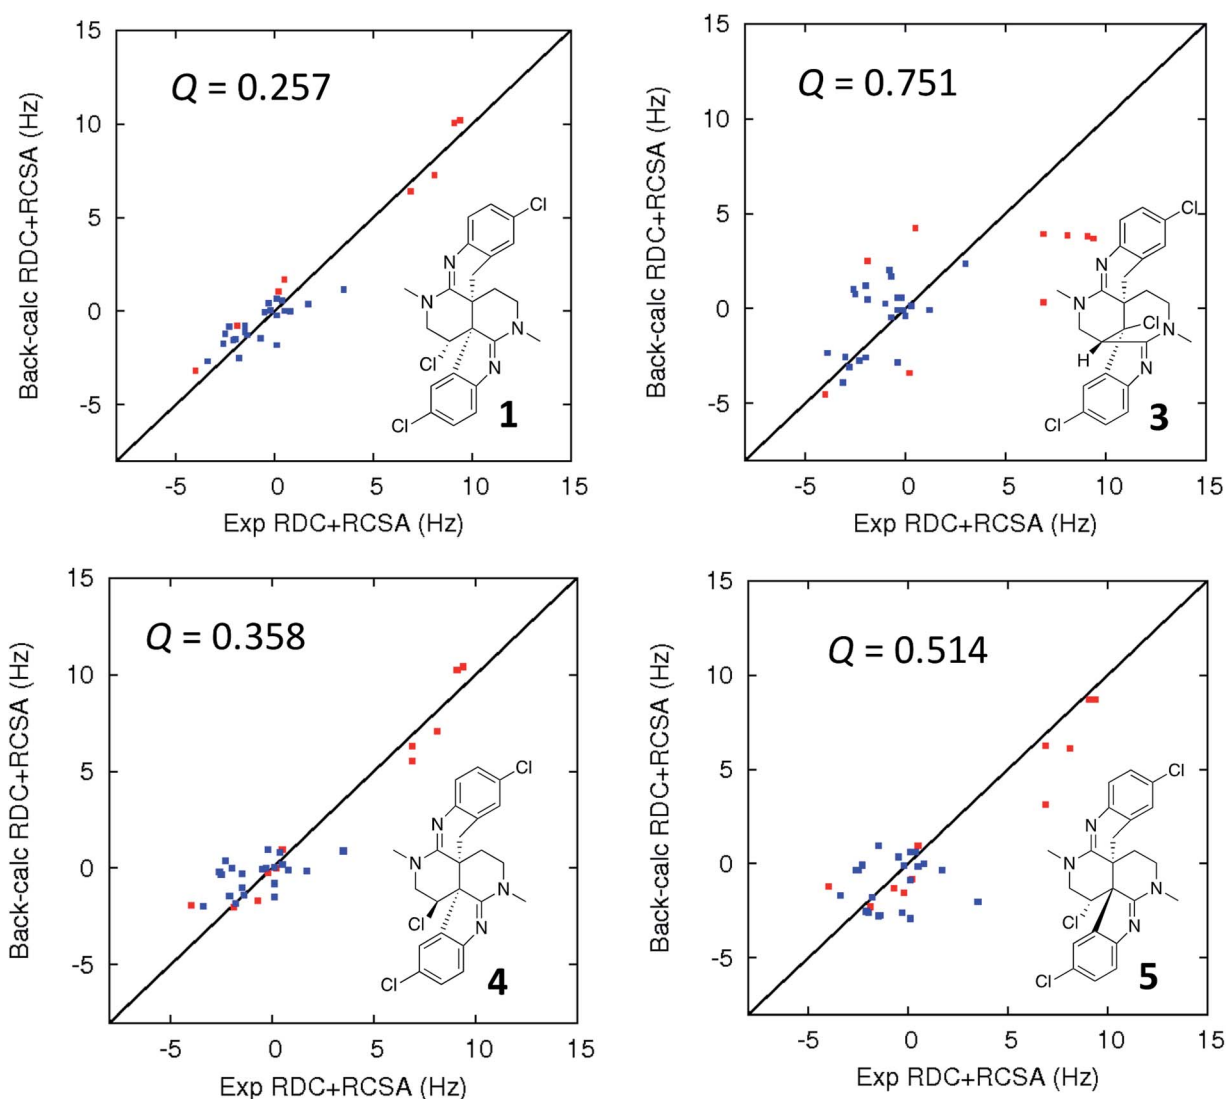 15
10
5
0
-5
Back-calc RDC+RCSA (Hz)
Q = 0.257
Cl
N
N
N
N
Cl
Cl
1
-5 0 5 10 15
Exp RDC+RCSA (Hz)
15
10
5
0
-5
Back-calc RDC+RCSA (Hz)
Q = 0.751
Cl
N
Cl
N
N
H
N
Cl
3
-5 0 5 10 15
Exp RDC+RCSA (Hz)
15
10
5
0
-5
Back-calc RDC+RCSA (Hz)
Q = 0.358
Cl
N
N
N
Cl
N
Cl
4
-5 0 5 10 15
Exp RDC+RCSA (Hz)
15
10
5
0
-5
Back-calc RDC+RCSA (Hz)
Q = 0.514
Cl
N
N
N
Cl
N
Cl
5
-5 0 5 10 15
Exp RDC+RCSA (Hz)